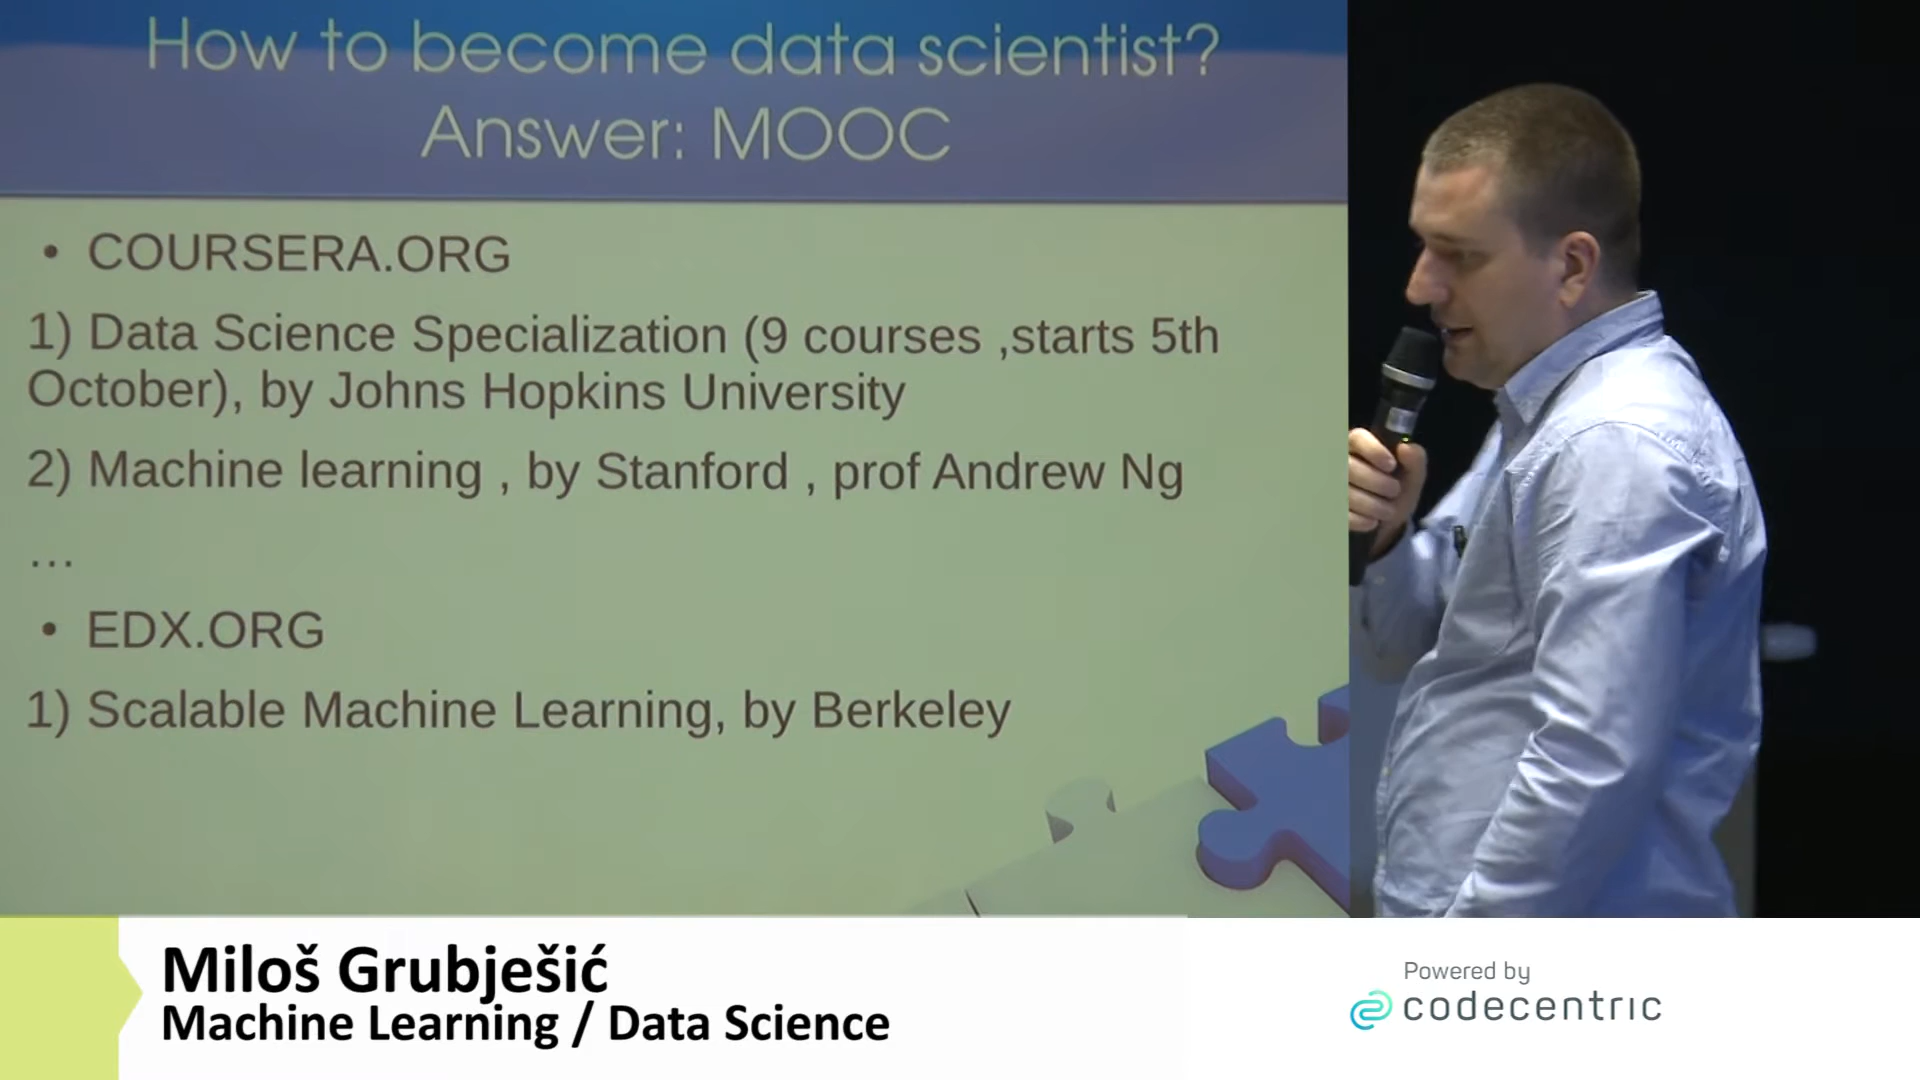 How to become data scientist?
Answer: MOOC
• COURSERA.ORG
1) Data Science Specialization (9 courses ,starts 5th
October), by Johns Hopkins University
2) Machine learning , by Stanford , prof Andrew Ng
...
• EDX.ORG
1) Scalable Machine Learning, by Berkeley
Miloš Grubješić
Machine Learning / Data Science
Powered by
codecentric